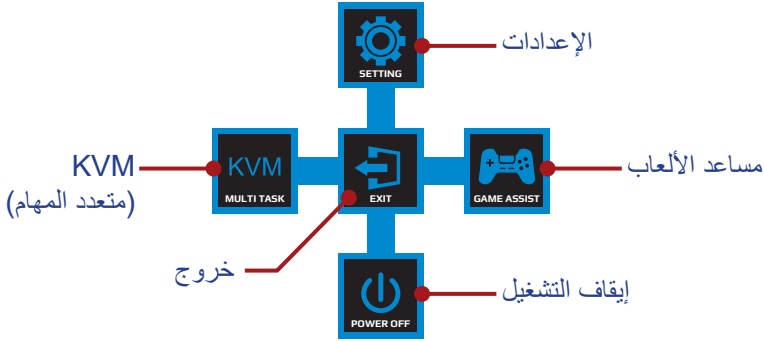 الإعدادات
SETTING
KVM
(متعدد المهام)
KVM
MULTI TASK
EXIT
GAME ASSIST
مساعد الألعاب
خروج
POWER OFF
إيقاف التشغيل